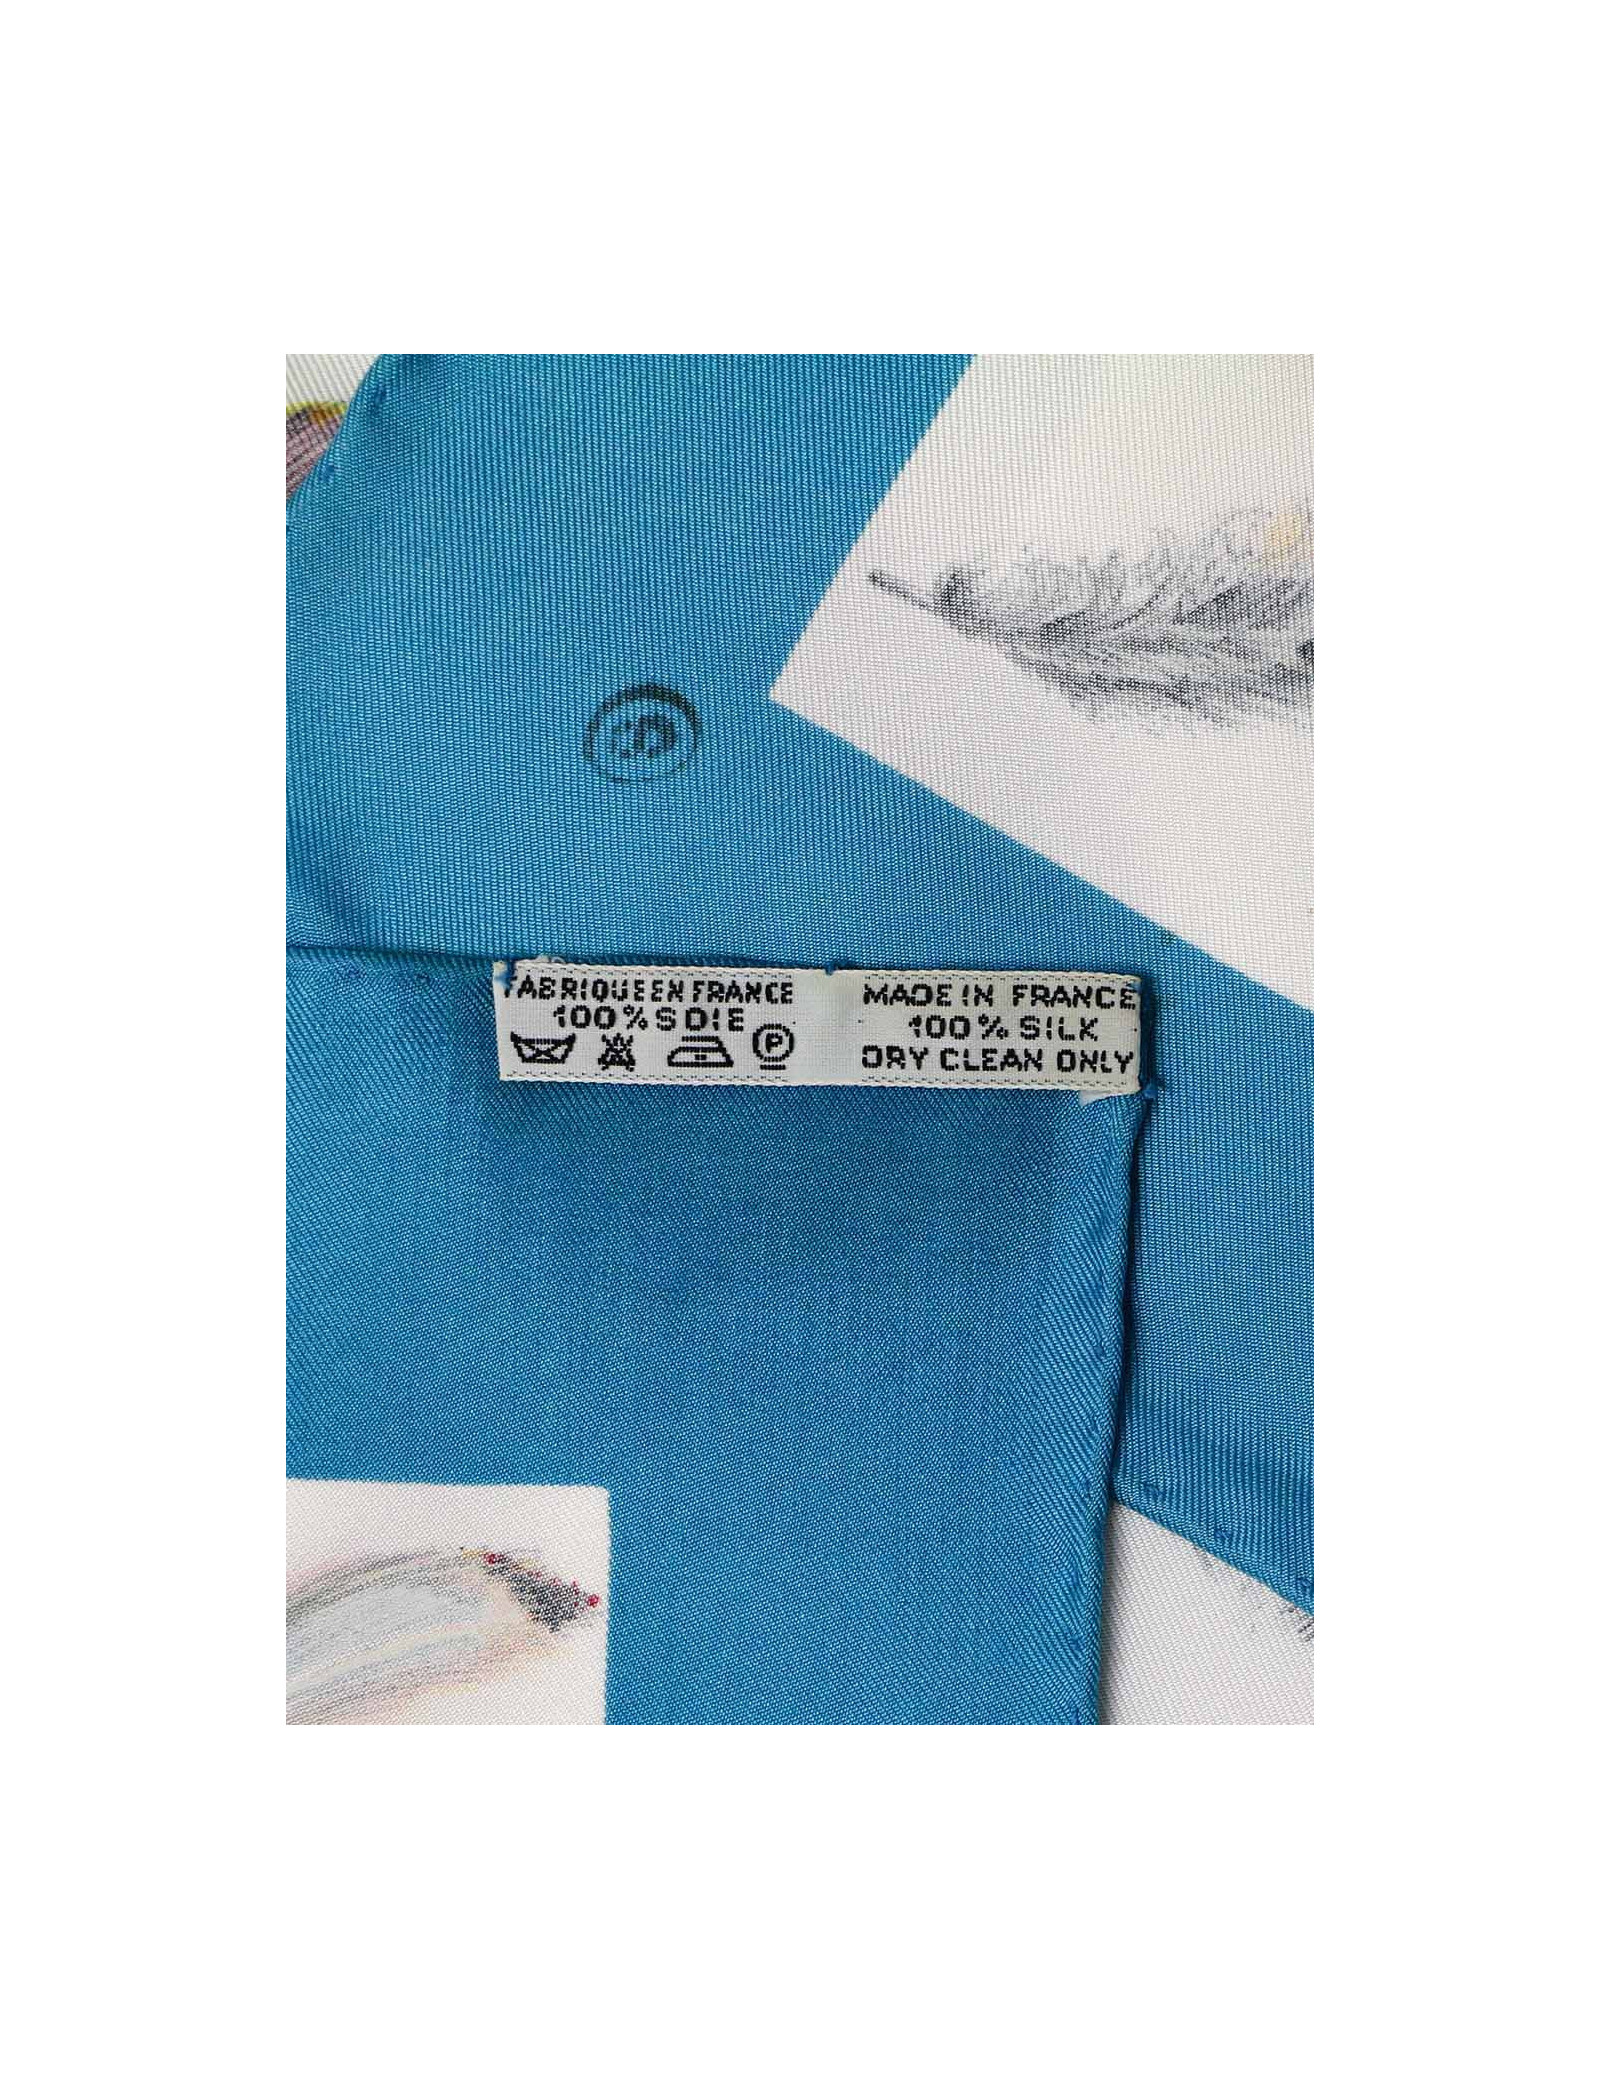 FABRIQUE EN FRANCE
100% SOIE
P
MADE IN FRANCE
100% SILK
DRY CLEAN ONLY